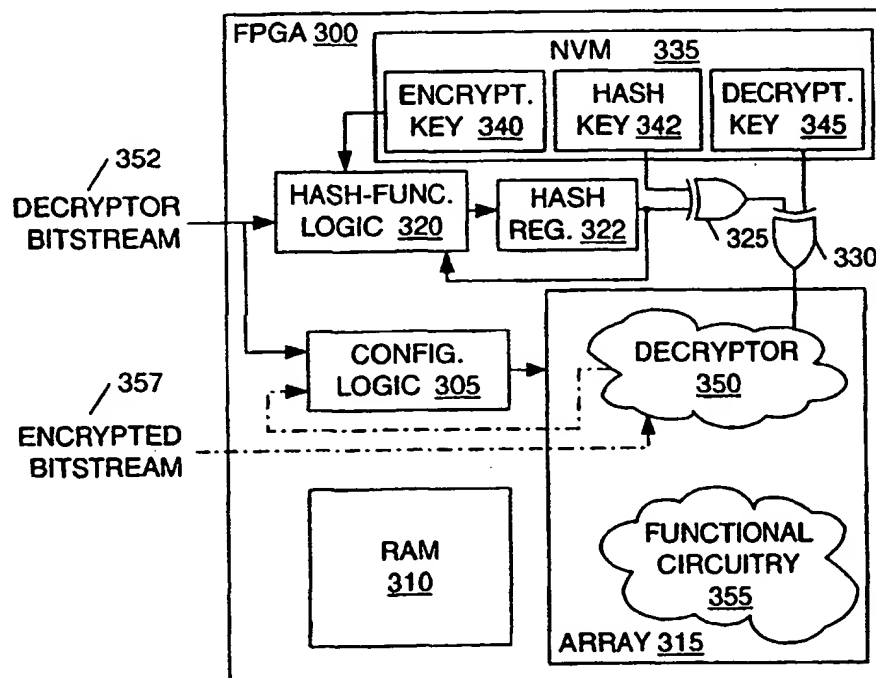 FPGA 300
NVM 335
ENCRYPT.
KEY 340
HASH
KEY 342
DECRYPT.
KEY 345
352
DECRYPTOR
BITSTREAM
HASH-FUNC.
LOGIC 320
HASH
REG. 322
325
330
CONFIG.
LOGIC 305
DECRYPTOR
350
357
ENCRYPTED
BITSTREAM
RAM
310
FUNCTIONAL
CIRCUITRY
355
ARRAY 315